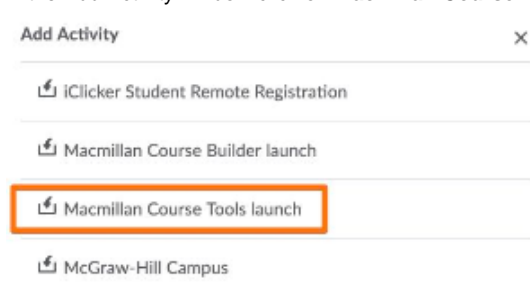 Add Activity
iClicker Student Remote Registration
Macmillan Course Builder launch
Macmillan Course Tools launch
McGraw-Hill Campus